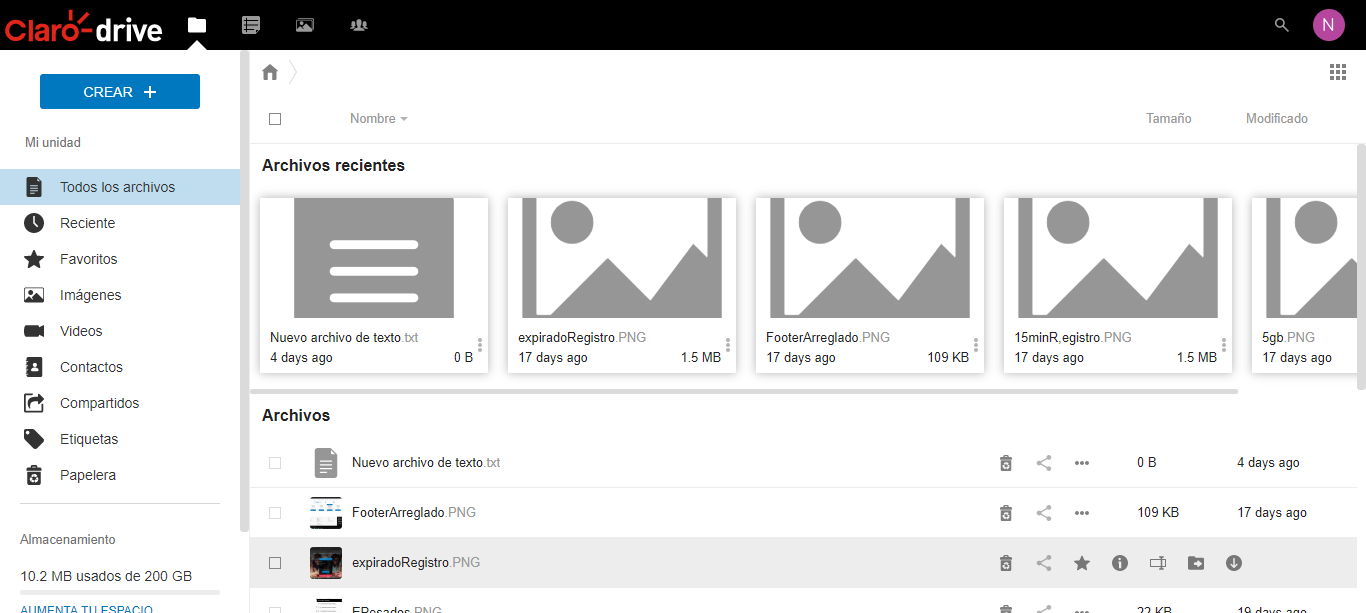 Claro drive
N
CREAR +
Mi unidad
Todos los archivos
Reciente
Favoritos
Imágenes
Videos
Contactos
Compartidos
Etiquetas
Papelera
Almacenamiento
10.2 MB usados de 200 GB
AUMENTA TU ESPACIO
Nombre Tamaño Modificado
Archivos recientes
Nuevo archivo de texto.txt
4 days ago 0 B
expiradoRegistro.PNG
17 days ago 1.5 MB
FooterArreglado.PNG
17 days ago 109 KB
15minR,egistro.PNG
17 days ago 1.5 MB
5gb.PNG
17 days ago
Archivos
Nuevo archivo de texto.txt 0 B 4 days ago
FooterArreglado.PNG 109 KB 17 days ago
expiradoRegistro.PNG
EPesados.PNG 22 KB 19 days ago